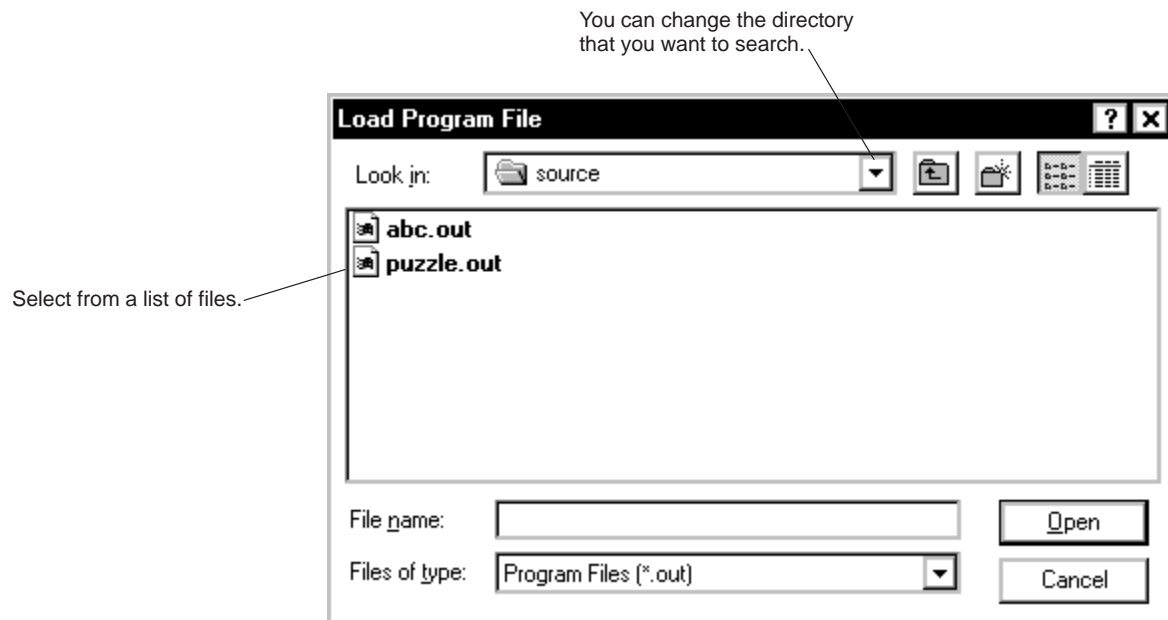 You can change the directory
that you want to search.
Load Program File
Look in:
source
abc.out
puzzle.out
Select from a list of files.
File name:
Open
Files of type:
Program Files (*.out)
Cancel